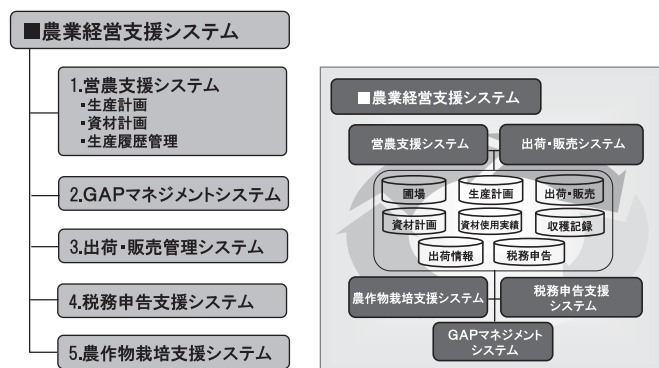 ■農業経営支援システム
1.営農支援システム
▪生産計画
▪資材計画
▪生産履歴管理
2.GAPマネジメントシステム
3.出荷・販売管理システム
4.税務申告支援システム
5.農作物栽培支援システム
■農業経営支援システム
営農支援システム
出荷・販売システム
圃場
生産計画
出荷・販売
資材計画
資材使用実績
収穫記録
出荷情報
税務申告
農作物栽培支援システム
税務申告支援
システム
GAPマネジメント
システム